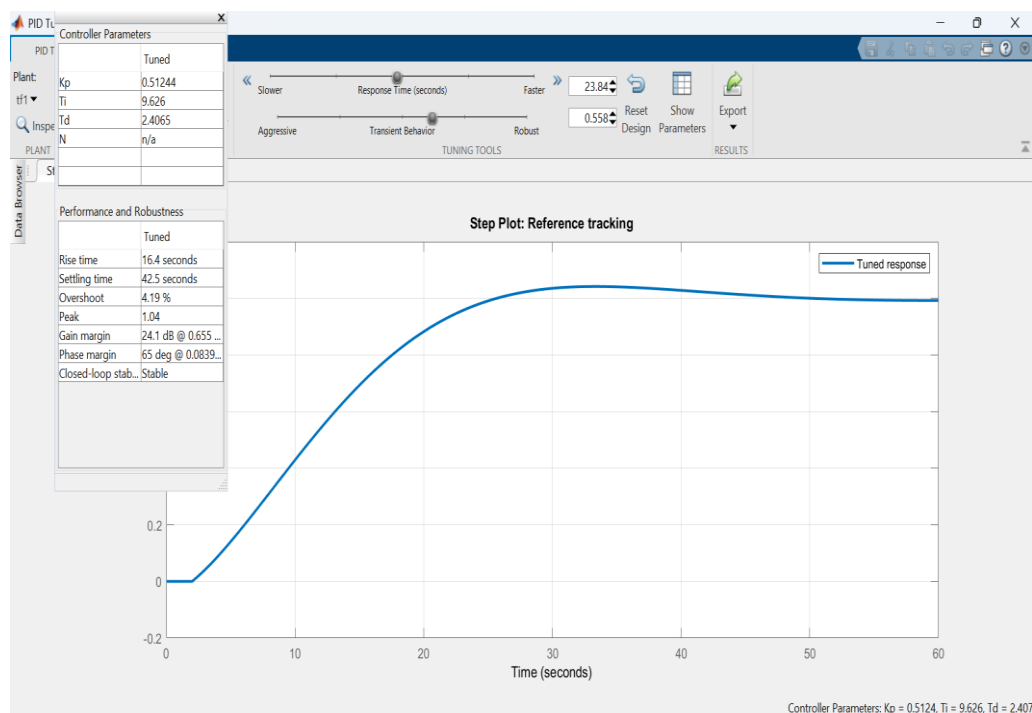 PID Tu
X
Controller Parameters
PID T
Tuned
Kp 0.51244
Ti 9.626
Td 2.4065
N n/a
Plant:
tf1
Inspe
PLANT
Slower Response Time (seconds) Faster
23.84
Aggressive Transient Behavior Robust
0.558
Reset Design
Show Parameters
Export
TUNING TOOLS
RESULTS
St
Data Browser
Performance and Robustness
Tuned
Rise time 16.4 seconds
Settling time 42.5 seconds
Overshoot 4.19 %
Peak 1.04
Gain margin 24.1 dB @ 0.655 ...
Phase margin 65 deg @ 0.0839...
Closed-loop stab... Stable
Step Plot: Reference tracking
Tuned response
0.2
0
-0.2
0 10 20 30 40 50 60
Time (seconds)
Controller Parameters: Kp = 0.5124, Ti = 9.626, Td = 2.407